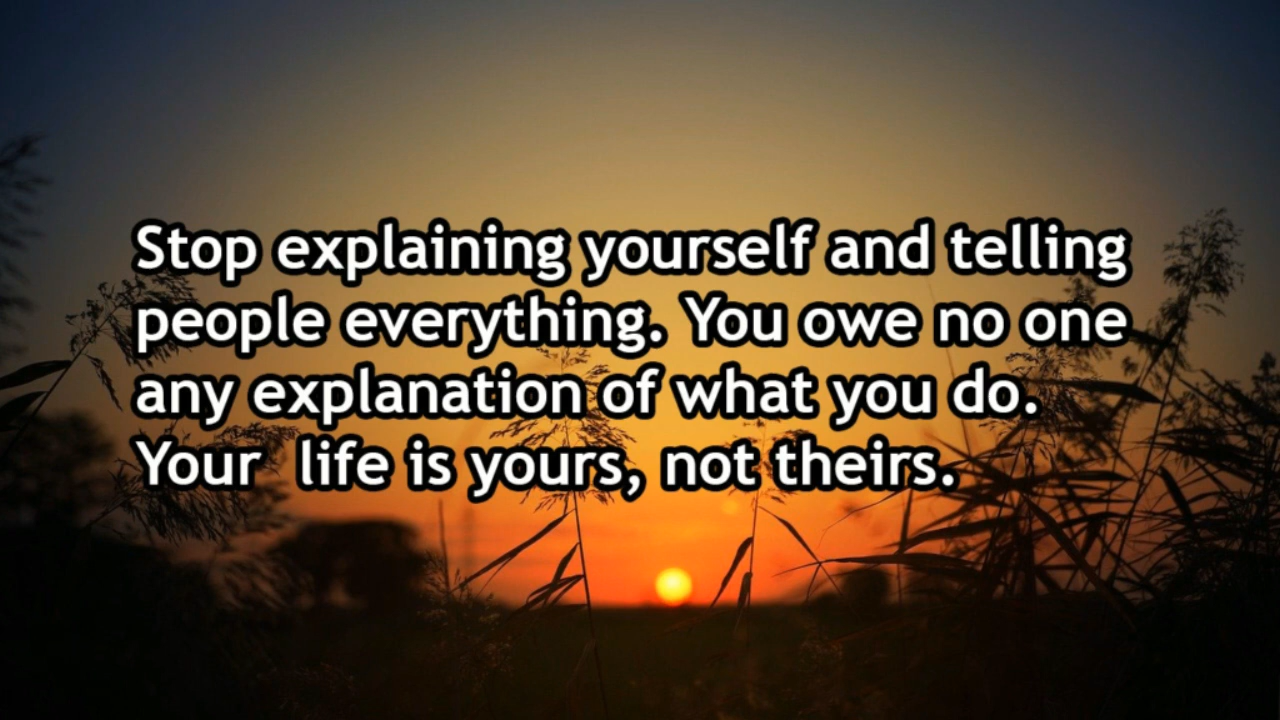 Stop explaining yourself and telling
people everything. You owe no one
any explanation of what you do.
Your  life is yours, not theirs.